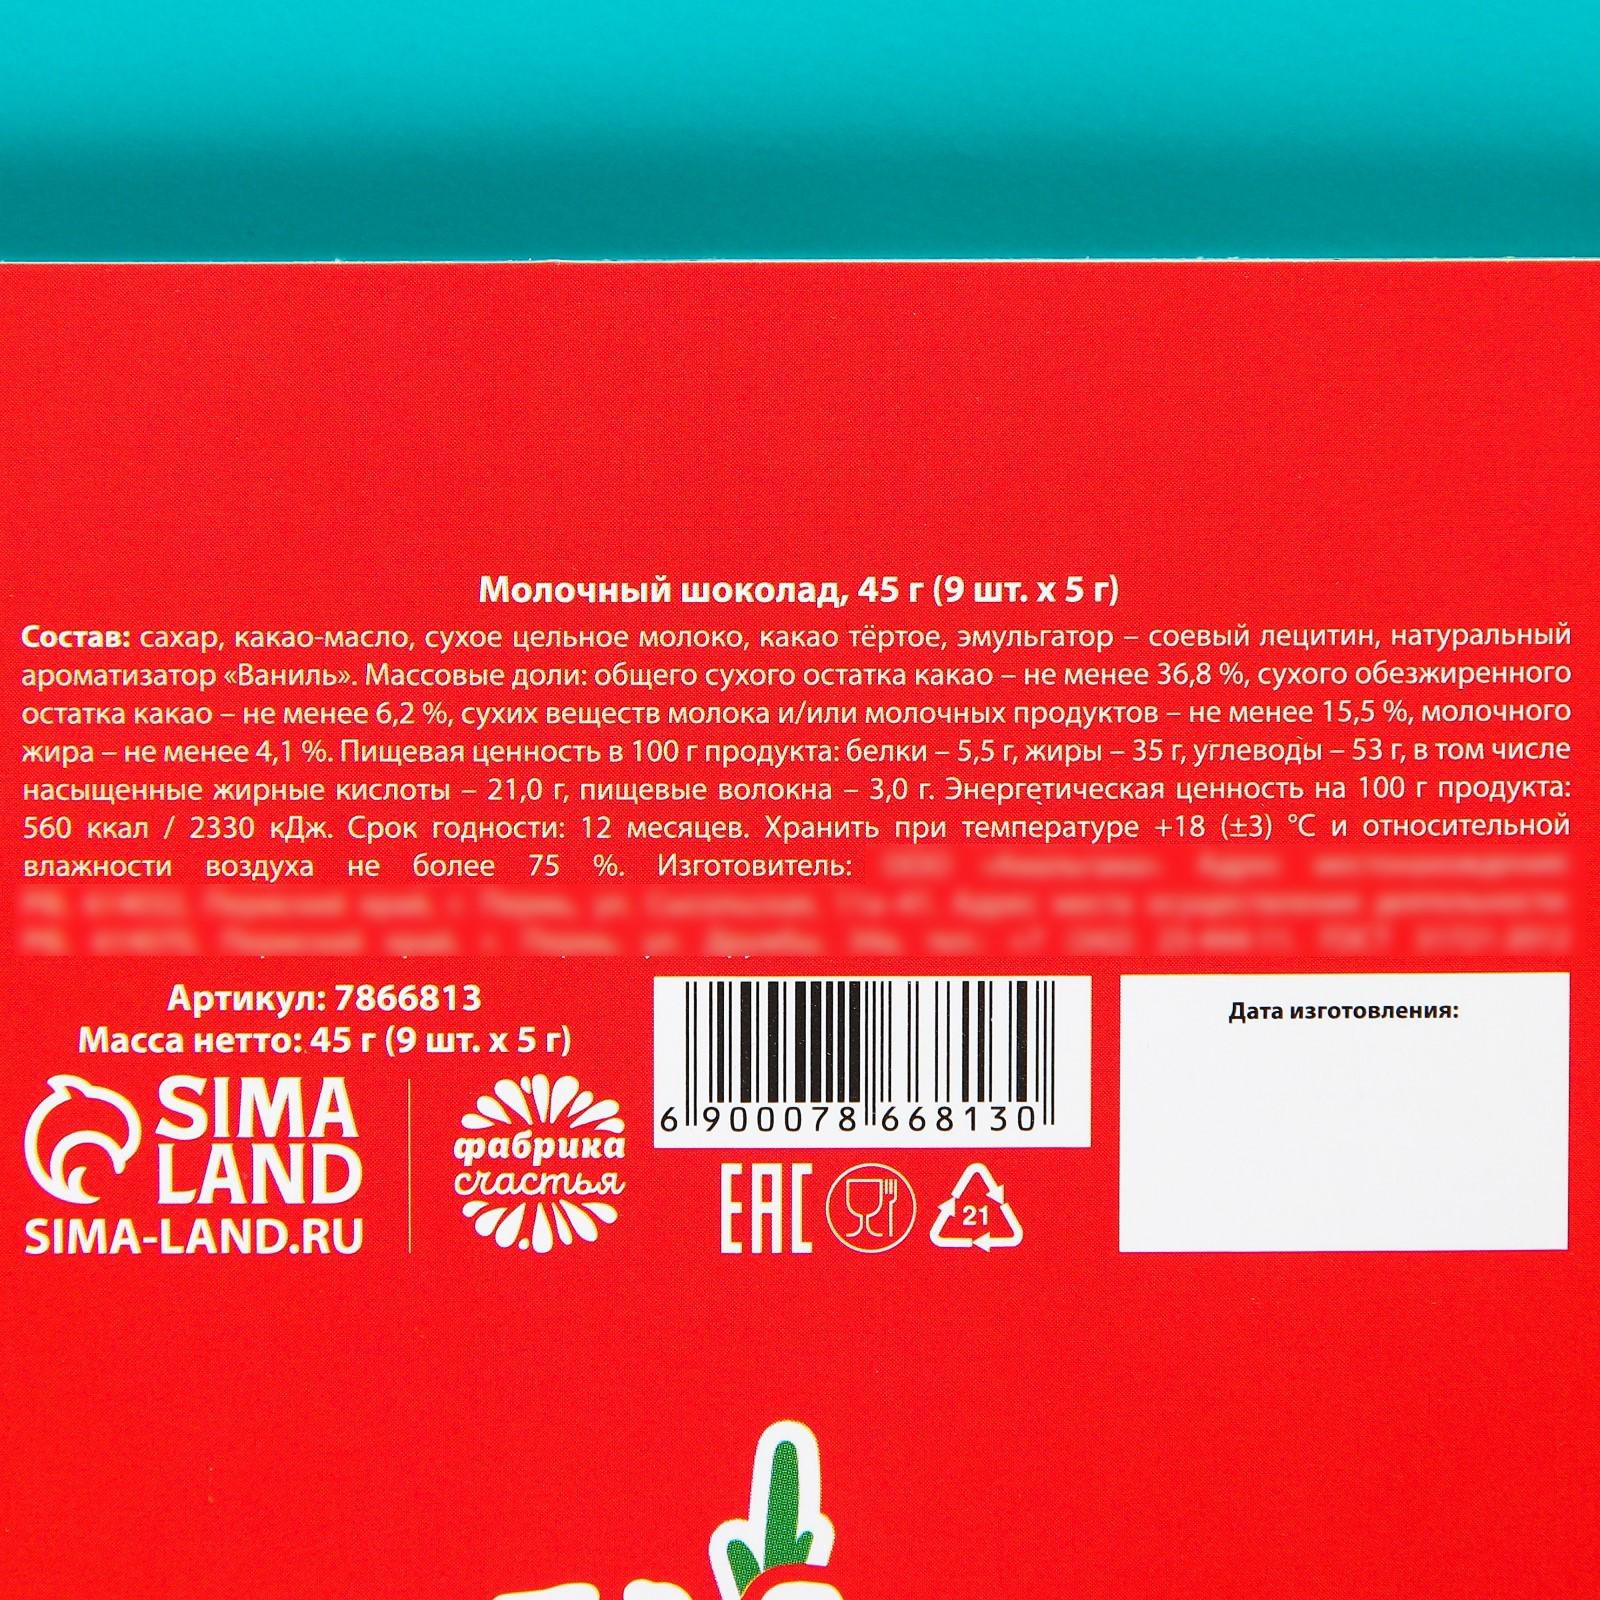 Молочный шоколад, 45 г (9 шт. х 5 г)
Состав: сахар, какао-масло, сухое цельное молоко, какао тёртое, эмульгатор – соевый лецитин, натуральный
ароматизатор «Ваниль». Массовые доли: общего сухого остатка какао – не менее 36,8 %, сухого обезжиренного
остатка какао – не менее 6,2 %, сухих веществ молока и/или молочных продуктов – не менее 15,5 %, молочного
жира – не менее 4,1 %. Пищевая ценность в 100 г продукта: белки – 5,5 г, жиры – 35 г, углеводы – 53 г, в том числе
насыщенные жирные кислоты – 21,0 г, пищевые волокна – 3,0 г. Энергетическая ценность на 100 г продукта:
560 ккал / 2330 кДж. Срок годности: 12 месяцев. Хранить при температуре +18 (±3) °С и относительной
влажности воздуха не более 75 %. Изготовитель:
Артикул: 7866813
Масса нетто: 45 г (9 шт. х 5 г)
SIMA
LAND
SIMA-LAND.RU
фабрика
счастья
6 900078 668130
ЕАС
21
Дата изготовления: